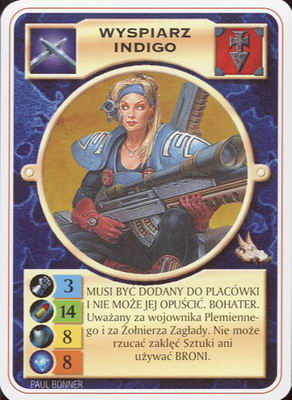 WYSPIARZ
INDIGO
3
14
8
8
MUSI BYĆ DODANY DO PLACÓWKI
I NIE MOŻE JEJ OPUŚCIĆ. BOHATER.
Uważany za wojownika Plemienne-
go i za Żołnierza Zagłady. Nie może
rzucać zaklęć Sztuki ani
używać BRONI.
PAUL BONNER